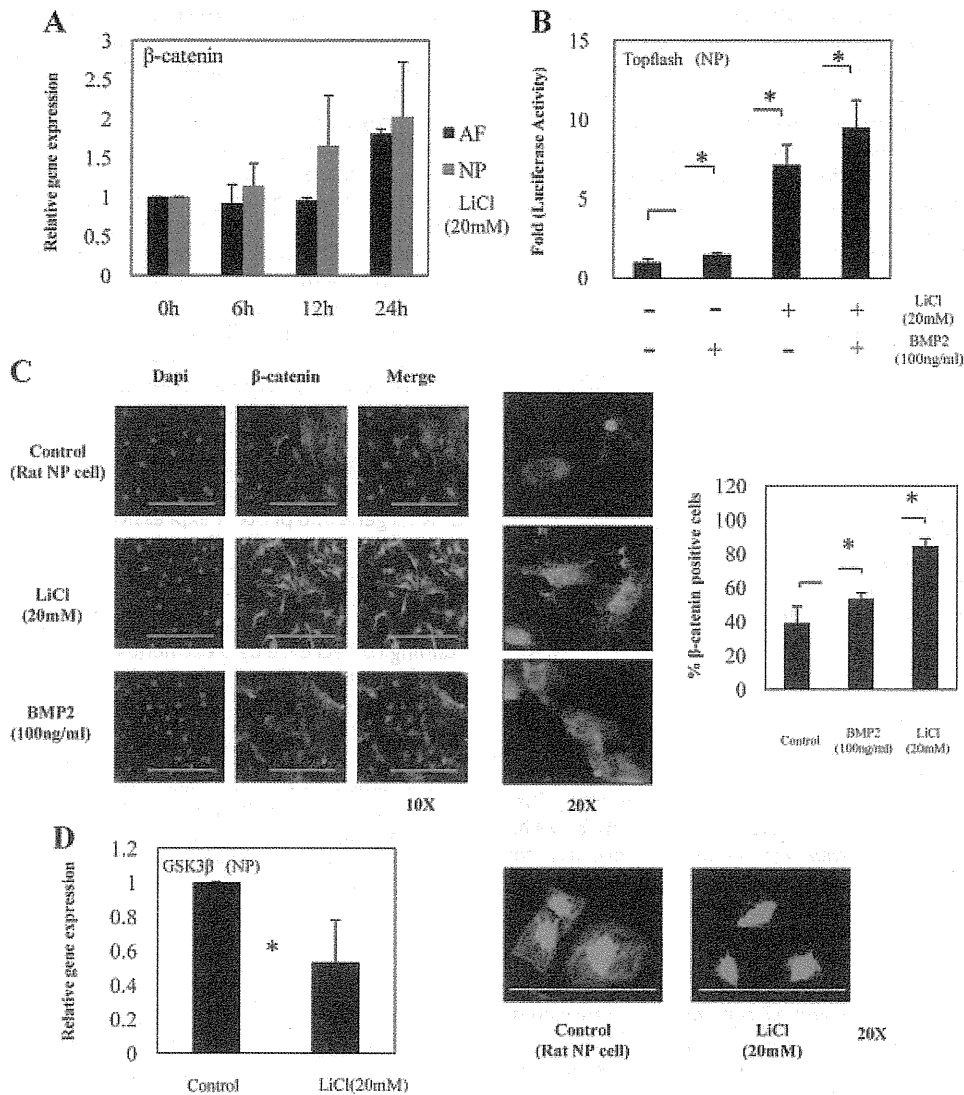 A
β-catenin
Relative gene expression
3
2.5
2
1.5
1
0.5
0
0h 6h 12h 24h
AF
NP
LiCl
(20mM)
B
Topflash (NP)
Fold (Luciferase Activity)
15
10
5
0
* * *
- - + + LiCl (20mM)
- + - + BMP2 (100ng/ml)
C
Dapi β-catenin Merge
Control
(Rat NP cell)
LiCl
(20mM)
BMP2
(100ng/ml)
10X 20X
% β-catenin positive cells
120
100
80
60
40
20
0
* *
Control BMP2 (100ng/ml) LiCl (20mM)
D
GSK3β (NP)
Relative gene expression
1.2
1
0.8
0.6
0.4
0.2
0
*
Control LiCl(20mM)
Control
(Rat NP cell)
LiCl
(20mM)
20X